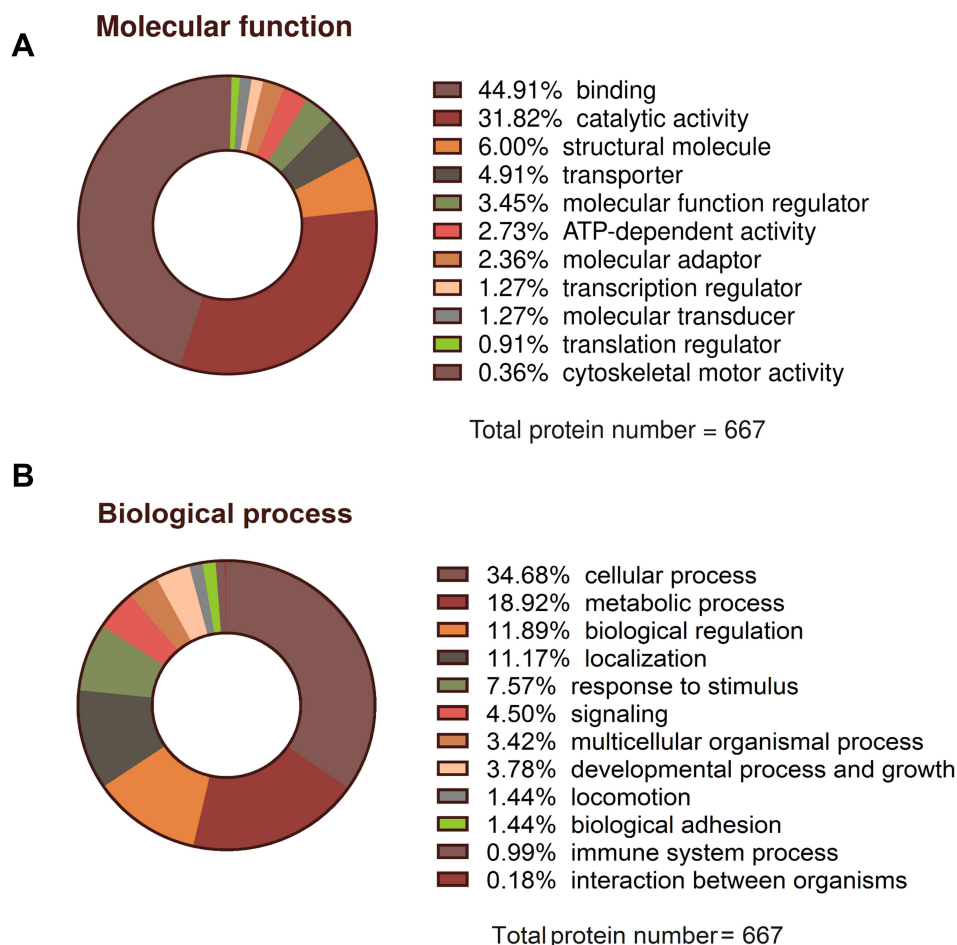 Molecular function
A
44.91% binding
31.82% catalytic activity
6.00% structural molecule
4.91% transporter
3.45% molecular function regulator
2.73% ATP-dependent activity
2.36% molecular adaptor
1.27% transcription regulator
1.27% molecular transducer
0.91% translation regulator
0.36% cytoskeletal motor activity
Total protein number = 667
B
Biological process
34.68% cellular process
18.92% metabolic process
11.89% biological regulation
11.17% localization
7.57% response to stimulus
4.50% signaling
3.42% multicellular organismal process
3.78% developmental process and growth
1.44% locomotion
1.44% biological adhesion
0.99% immune system process
0.18% interaction between organisms
Total protein number = 667